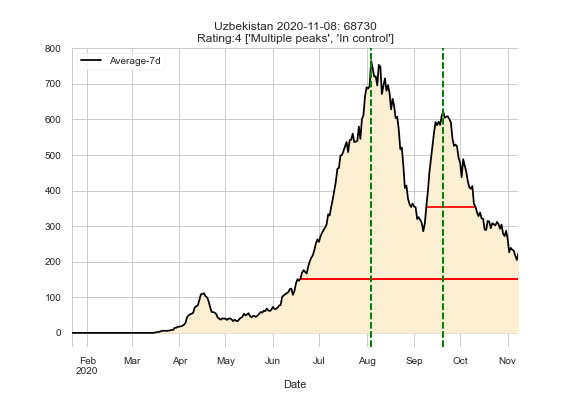 Uzbekistan 2020-11-08: 68730
Rating:4 ['Multiple peaks', 'In control']
800
700
600
500
400
300
200
100
0
Average-7d
Feb Mar Apr May Jun Jul Aug Sep Oct Nov
2020
Date